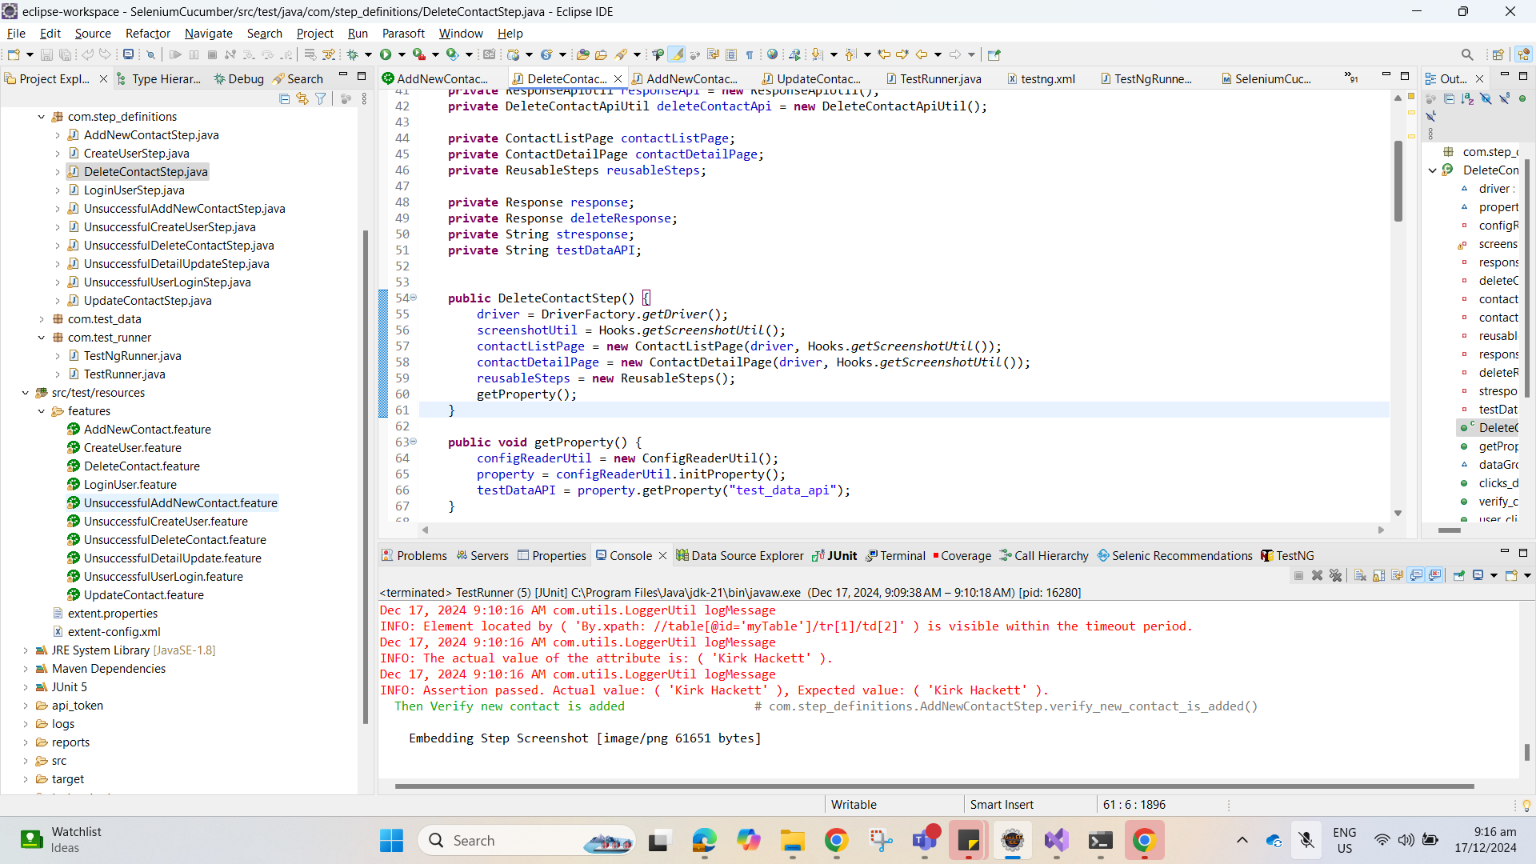 eclipse-workspace - SeleniumCucumber/src/test/java/com/step_definitions/DeleteContactStep.java - Eclipse IDE
File Edit Source Refactor Navigate Search Project Run Parasoft Window Help
Project Expl... Type Hierar... Debug Search
com.step_definitions
AddNewContactStep.java
CreateUserStep.java
DeleteContactStep.java
LoginUserStep.java
UnsuccessfulAddNewContactStep.java
UnsuccessfulCreateUserStep.java
UnsuccessfulDeleteContactStep.java
UnsuccessfulDetailUpdateStep.java
UnsuccessfulUserLoginStep.java
UpdateContactStep.java
com.test_data
com.test_runner
TestNgRunner.java
TestRunner.java
src/test/resources
features
AddNewContact.feature
CreateUser.feature
DeleteContact.feature
LoginUser.feature
UnsuccessfulAddNewContact.feature
UnsuccessfulCreateUser.feature
UnsuccessfulDeleteContact.feature
UnsuccessfulDetailUpdate.feature
UnsuccessfulUserLogin.feature
UpdateContact.feature
extent.properties
extent-config.xml
JRE System Library [JavaSE-1.8]
Maven Dependencies
JUnit 5
api_token
logs
reports
src
target
AddNewContac... DeleteContac... AddNewContac... UpdateContac... TestRunner.java testng.xml TestNgRunne... SeleniumCuc... »91
41 private ResponseApiUtil responseApi = new ResponseApiUtil();
42 private DeleteContactApiUtil deleteContactApi = new DeleteContactApiUtil();
43
44 private ContactListPage contactListPage;
45 private ContactDetailPage contactDetailPage;
46 private ReusableSteps reusableSteps;
47
48 private Response response;
49 private Response deleteResponse;
50 private String stresponse;
51 private String testDataAPI;
52
53
54 public DeleteContactStep() {
55 driver = DriverFactory.getDriver();
56 screenshotUtil = Hooks.getScreenshotUtil();
57 contactListPage = new ContactListPage(driver, Hooks.getScreenshotUtil());
58 contactDetailPage = new ContactDetailPage(driver, Hooks.getScreenshotUtil());
59 reusableSteps = new ReusableSteps();
60 getProperty();
61 }
62
63 public void getProperty() {
64 configReaderUtil = new ConfigReaderUtil();
65 property = configReaderUtil.initProperty();
66 testDataAPI = property.getProperty("test_data_api");
67 }
68
Out...
com.step_d
DeleteCon
driver :
propert
configR
screens
respons
deleteC
contact
contact
reusabl
respons
deleteR
strespo
testDat
DeleteC
getProp
dataGro
clicks_d
verify_c
user_cli
Problems Servers Properties Console Data Source Explorer JUnit Terminal Coverage Call Hierarchy Selenic Recommendations TestNG
<terminated> TestRunner (5) [JUnit] C:\Program Files\Java\jdk-21\bin\javaw.exe (Dec 17, 2024, 9:09:38 AM – 9:10:18 AM) [pid: 16280]
Dec 17, 2024 9:10:16 AM com.utils.LoggerUtil logMessage
INFO: Element located by ( 'By.xpath: //table[@id='myTable']/tr[1]/td[2]' ) is visible within the timeout period.
Dec 17, 2024 9:10:16 AM com.utils.LoggerUtil logMessage
INFO: The actual value of the attribute is: ( 'Kirk Hackett' ).
Dec 17, 2024 9:10:16 AM com.utils.LoggerUtil logMessage
INFO: Assertion passed. Actual value: ( 'Kirk Hackett' ), Expected value: ( 'Kirk Hackett' ).
Then Verify new contact is added # com.step_definitions.AddNewContactStep.verify_new_contact_is_added()
Embedding Step Screenshot [image/png 61651 bytes]
Writable Smart Insert 61 : 6 : 1896
Watchlist
Ideas
Search
ENG
US
9:16 am
17/12/2024